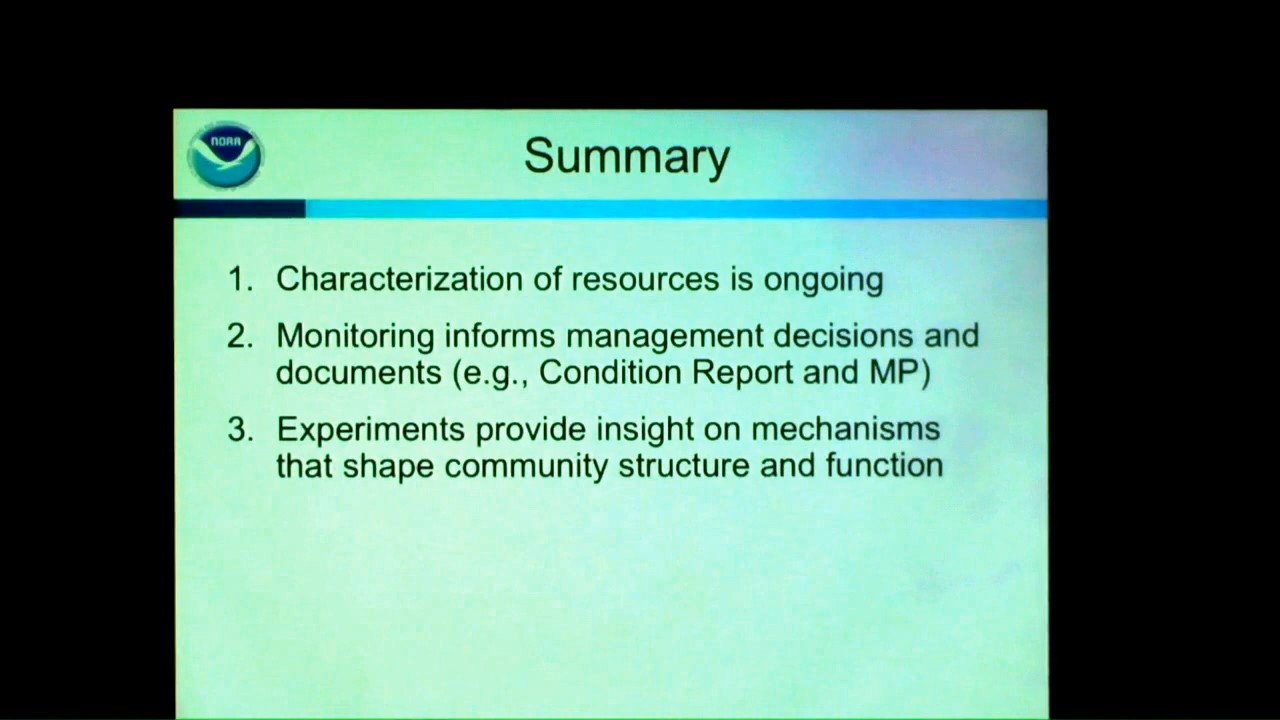 NOAA
Summary
1. Characterization of resources is ongoing
2. Monitoring informs management decisions and
documents (e.g., Condition Report and MP)
3. Experiments provide insight on mechanisms
that shape community structure and function